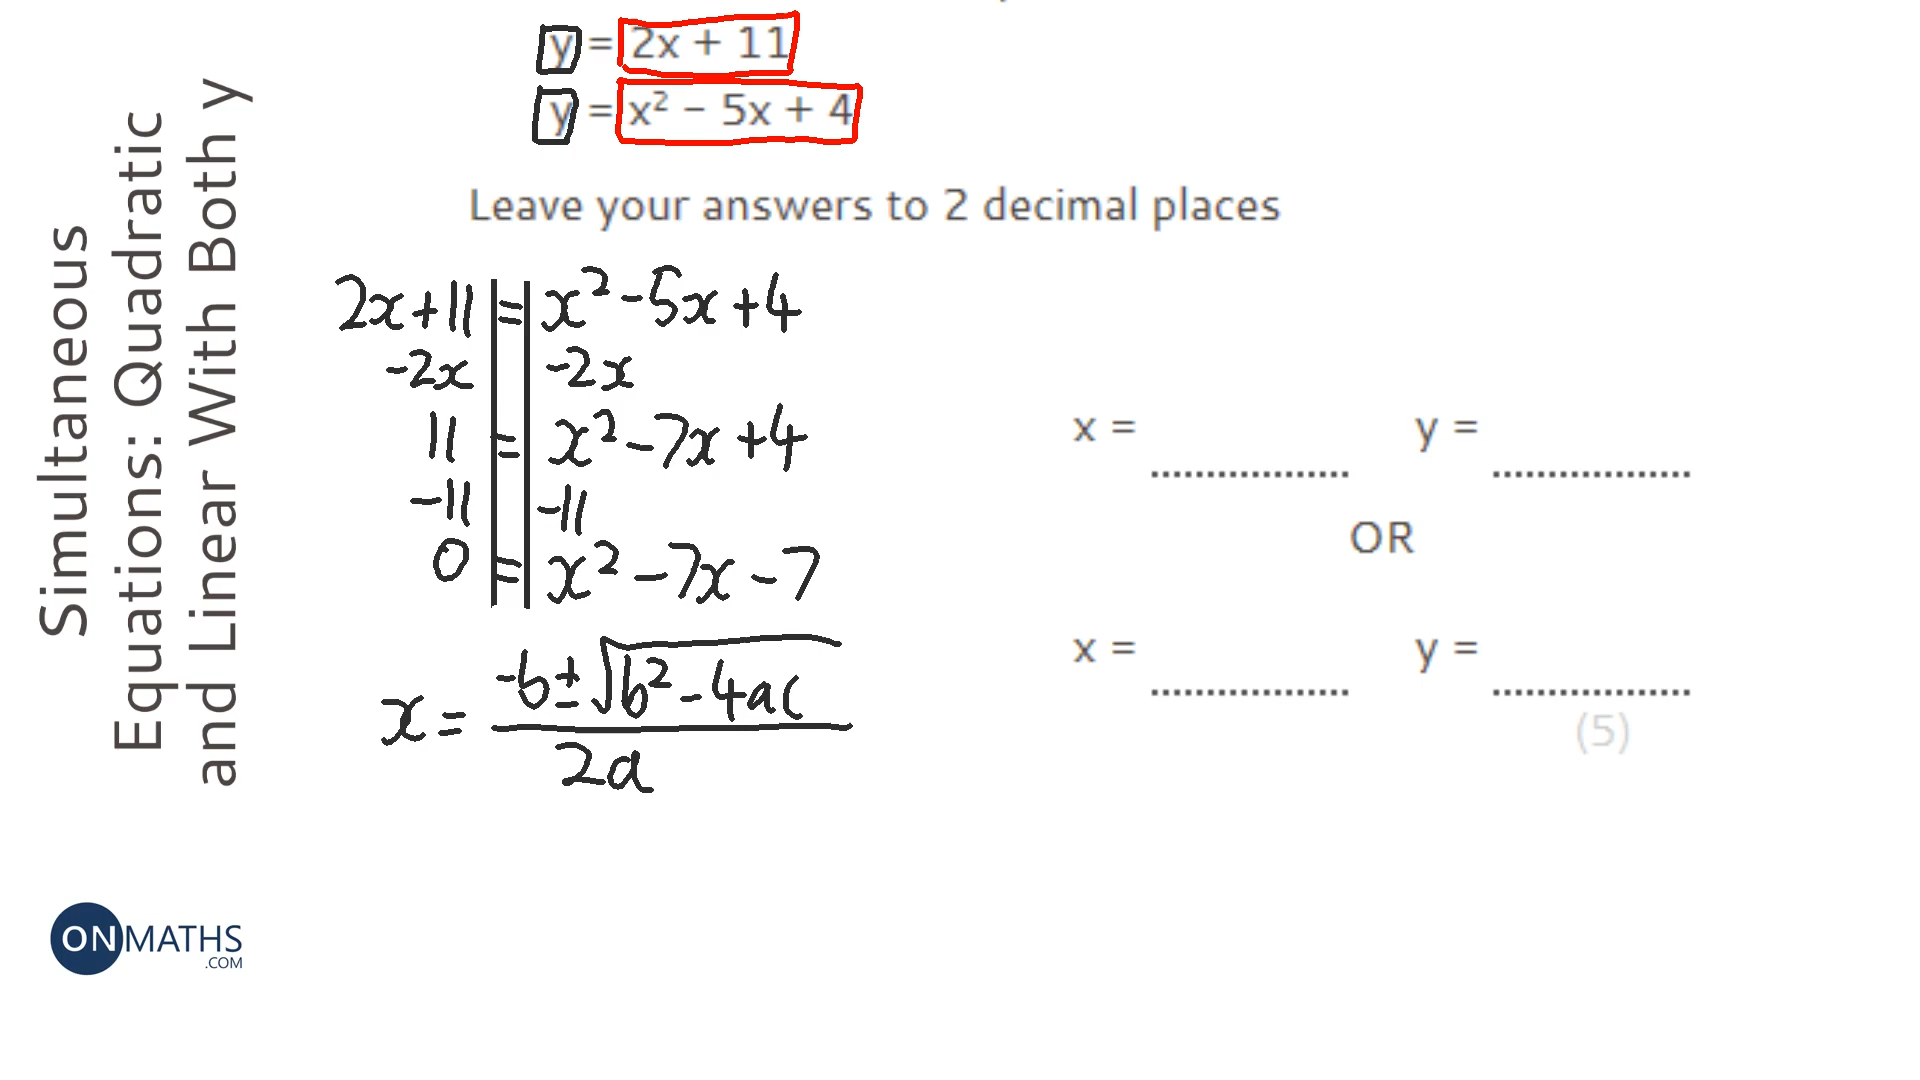 Simultaneous
Equations: Quadratic
and Linear With Both y
y = 2x + 11
y = x² - 5x + 4
Leave your answers to 2 decimal places
2x+11 = x²-5x+4
-2x -2x
11 = x²-7x+4
-11 -11
0 = x²-7x-7
x = -b±√b²-4ac
2a
x = .................. y = ..................
OR
x = .................. y = ..................
(5)
ONMATHS
.COM